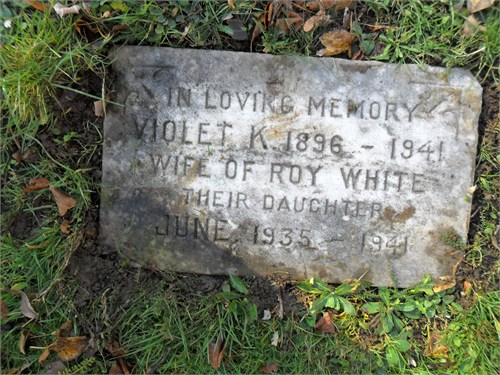 IN LOVING MEMORY
VIOLET K. 1896 - 1941
WIFE OF ROY WHITE
THEIR DAUGHTER
JUNE, 1935 - 1941